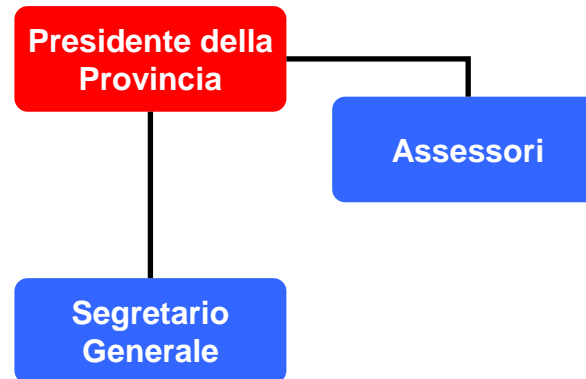 Presidente della
Provincia
Assessori
Segretario
Generale